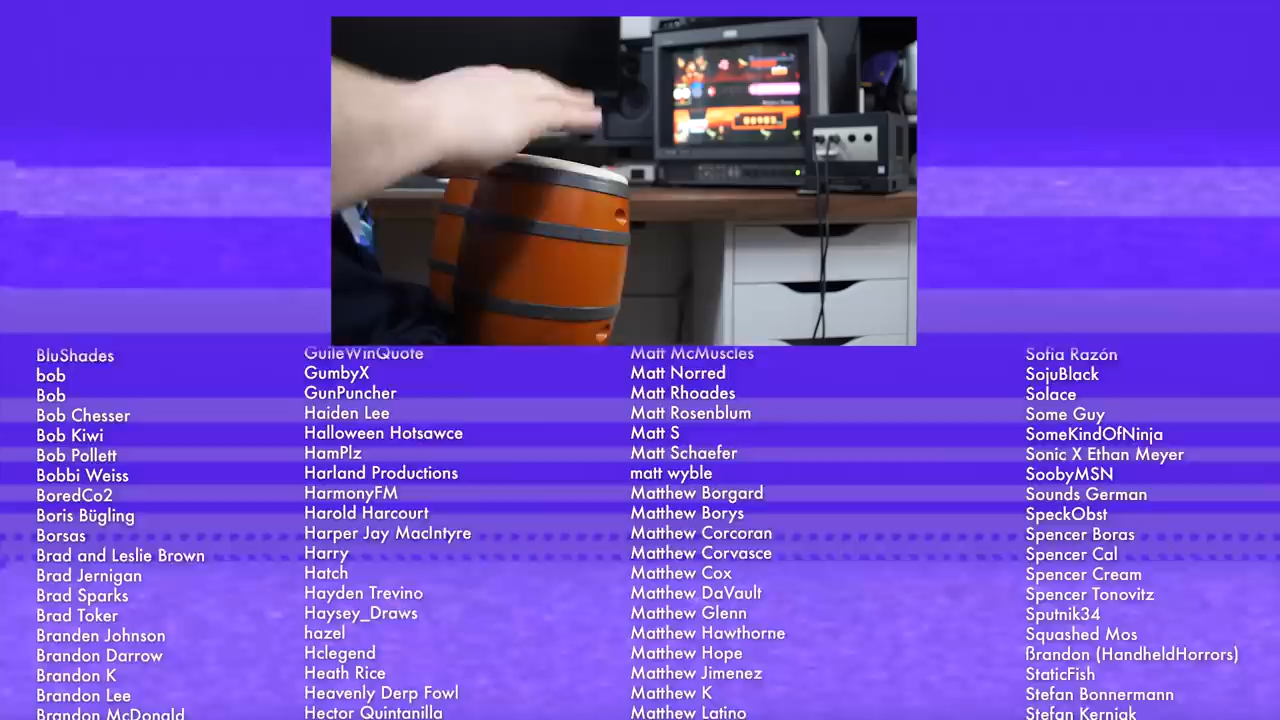 BluShades
bob
Bob
Bob Chesser
Bob Kiwi
Bob Pollett
Bobbi Weiss
BoredCo2
Boris Bügling
Borsas
Brad and Leslie Brown
Brad Jernigan
Brad Sparks
Brad Toker
Branden Johnson
Brandon Darrow
Brandon K
Brandon Lee
Brandon McDonald
GuileWinQuote
GumbyX
GunPuncher
Haiden Lee
Halloween Hotsawce
HamPlz
Harland Productions
HarmonyFM
Harold Harcourt
Harper Jay MacIntyre
Harry
Hatch
Hayden Trevino
Haysey_Draws
hazel
Hclegend
Heath Rice
Heavenly Derp Fowl
Hector Quintanilla
Matt McMuscles
Matt Norred
Matt Rhoades
Matt Rosenblum
Matt S
Matt Schaefer
matt wyble
Matthew Borgard
Matthew Borys
Matthew Corcoran
Matthew Corvasce
Matthew Cox
Matthew DaVault
Matthew Glenn
Matthew Hawthorne
Matthew Hope
Matthew Jimenez
Matthew K
Matthew Latino
Sofia Razón
SojuBlack
Solace
Some Guy
SomeKindOfNinja
Sonic X Ethan Meyer
SoobyMSN
Sounds German
SpeckObst
Spencer Boras
Spencer Cal
Spencer Cream
Spencer Tonovitz
Sputnik34
Squashed Mos
ßrandon (HandheldHorrors)
StaticFish
Stefan Bonnermann
Stefan Kerniak